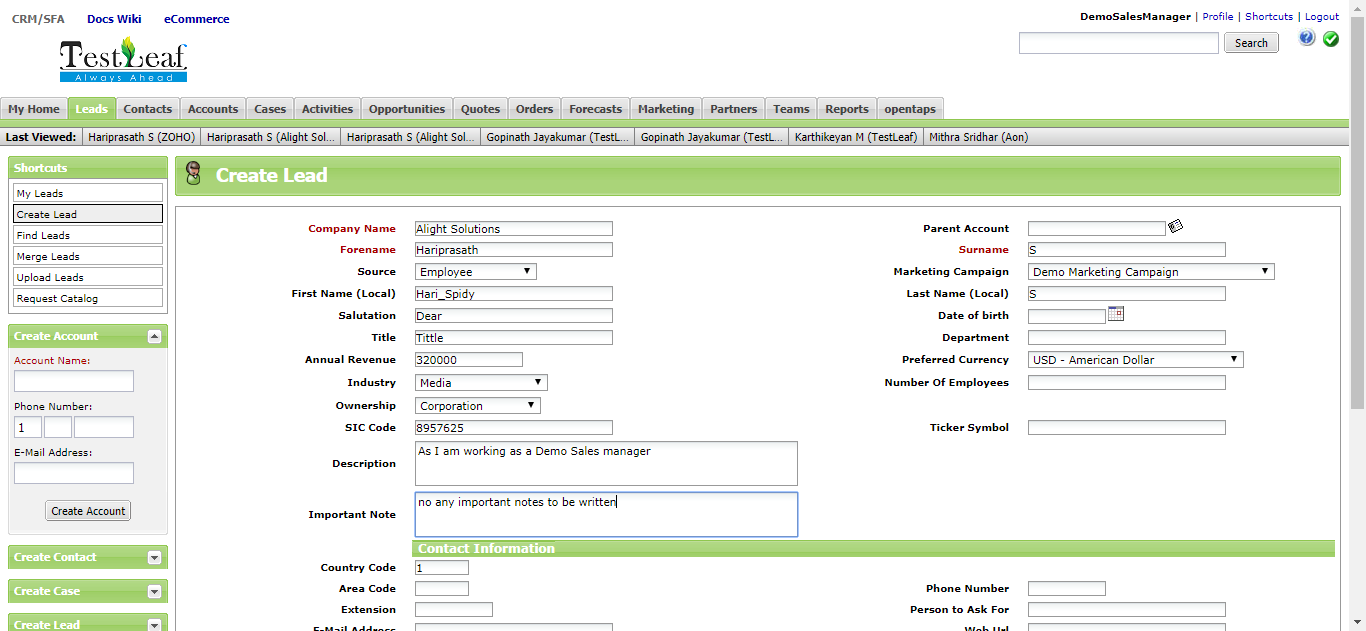 CRM/SFA Docs Wiki eCommerce
DemoSalesManager | Profile | Shortcuts | Logout
TestLeaf
Always Ahead
Search
?
My Home Leads Contacts Accounts Cases Activities Opportunities Quotes Orders Forecasts Marketing Partners Teams Reports opentaps
Last Viewed: Hariprasath S (ZOHO) Hariprasath S (Alight Sol... Hariprasath S (Alight Sol... Gopinath Jayakumar (TestL... Gopinath Jayakumar (TestL... Karthikeyan M (TestLeaf) Mithra Sridhar (Aon)
Shortcuts
My Leads
Create Lead
Find Leads
Merge Leads
Upload Leads
Request Catalog
Create Account
Account Name:
Phone Number:
1
E-Mail Address:
Create Account
Create Contact
Create Case
Create Lead
Create Lead
Company Name Alight Solutions Parent Account
Forename Hariprasath Surname S
Source Employee Marketing Campaign Demo Marketing Campaign
First Name (Local) Hari_Spidy Last Name (Local) S
Salutation Dear Date of birth
Title Tittle Department
Annual Revenue 320000 Preferred Currency USD - American Dollar
Industry Media Number Of Employees
Ownership Corporation
SIC Code 8957625 Ticker Symbol
Description As I am working as a Demo Sales manager
Important Note no any important notes to be written
Contact Information
Country Code 1
Area Code Phone Number
Extension Person to Ask For
E-Mail Address Web Url